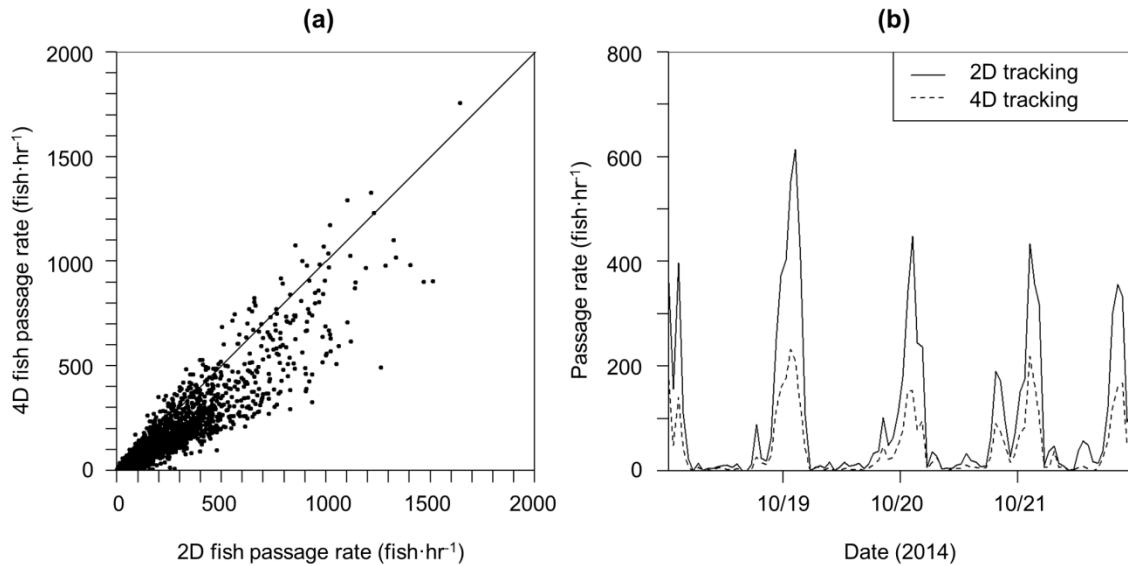 (a)
2000
1500
1000
500
0
4D fish passage rate (fish·hr⁻¹)
0 500 1000 1500 2000
2D fish passage rate (fish·hr⁻¹)
(b)
800
600
400
200
0
Passage rate (fish·hr⁻¹)
2D tracking
4D tracking
10/19 10/20 10/21
Date (2014)